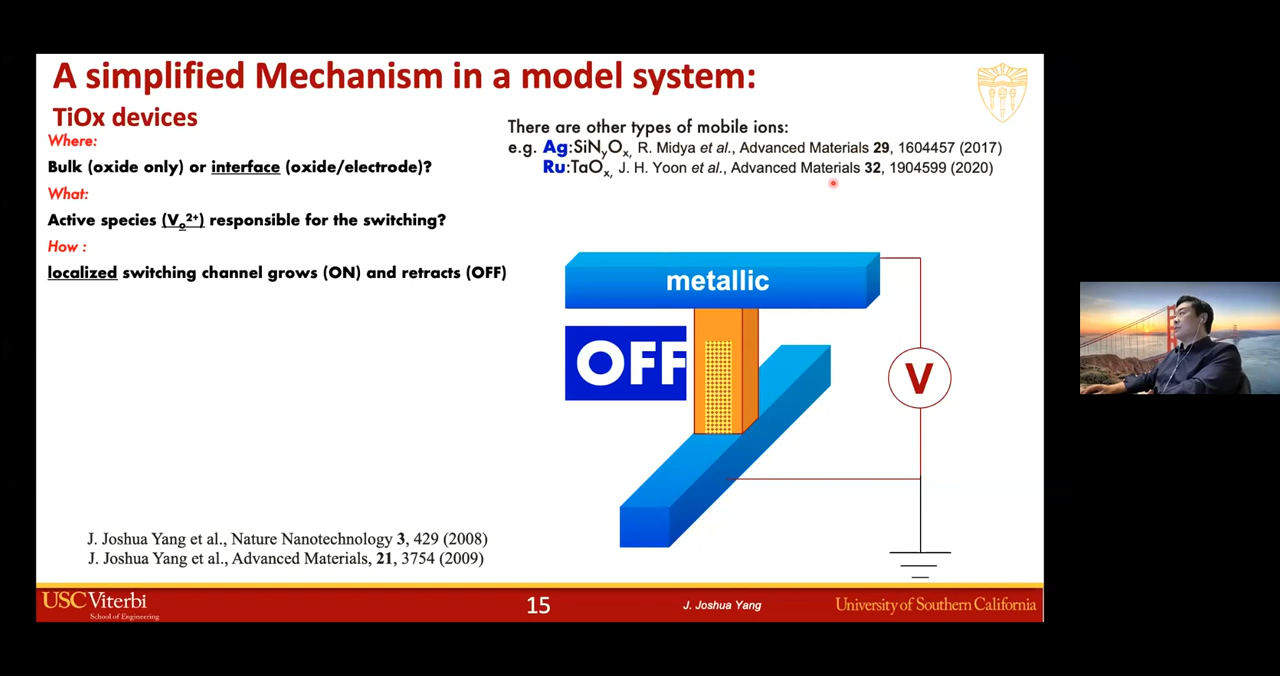 A simplified Mechanism in a model system:
TiOx devices
Where:
Bulk (oxide only) or interface (oxide/electrode)?
What:
Active species (Vo2+) responsible for the switching?
How :
localized switching channel grows (ON) and retracts (OFF)
There are other types of mobile ions:
e.g. Ag:SiNyOx, R. Midya et al., Advanced Materials 29, 1604457 (2017)
Ru:TaOx, J. H. Yoon et al., Advanced Materials 32, 1904599 (2020)
metallic
OFF
V
J. Joshua Yang et al., Nature Nanotechnology 3, 429 (2008)
J. Joshua Yang et al., Advanced Materials, 21, 3754 (2009)
USC Viterbi
School of Engineering
15
J. Joshua Yang
University of Southern California